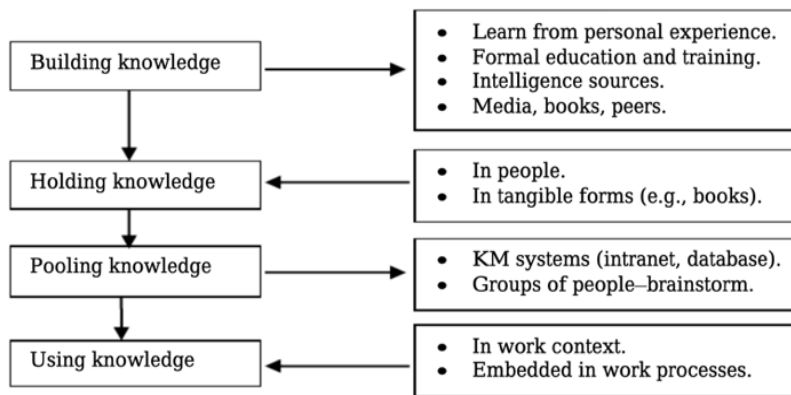 Building knowledge
• Learn from personal experience.
• Formal education and training.
• Intelligence sources.
• Media, books, peers.
Holding knowledge
• In people.
• In tangible forms (e.g., books).
Pooling knowledge
• KM systems (intranet, database).
• Groups of people–brainstorm.
Using knowledge
• In work context.
• Embedded in work processes.